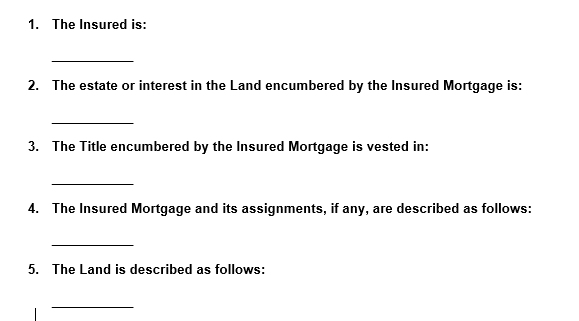 1. The Insured is:
___________
2. The estate or interest in the Land encumbered by the Insured Mortgage is:
___________
3. The Title encumbered by the Insured Mortgage is vested in:
___________
4. The Insured Mortgage and its assignments, if any, are described as follows:
___________
5. The Land is described as follows:
___________